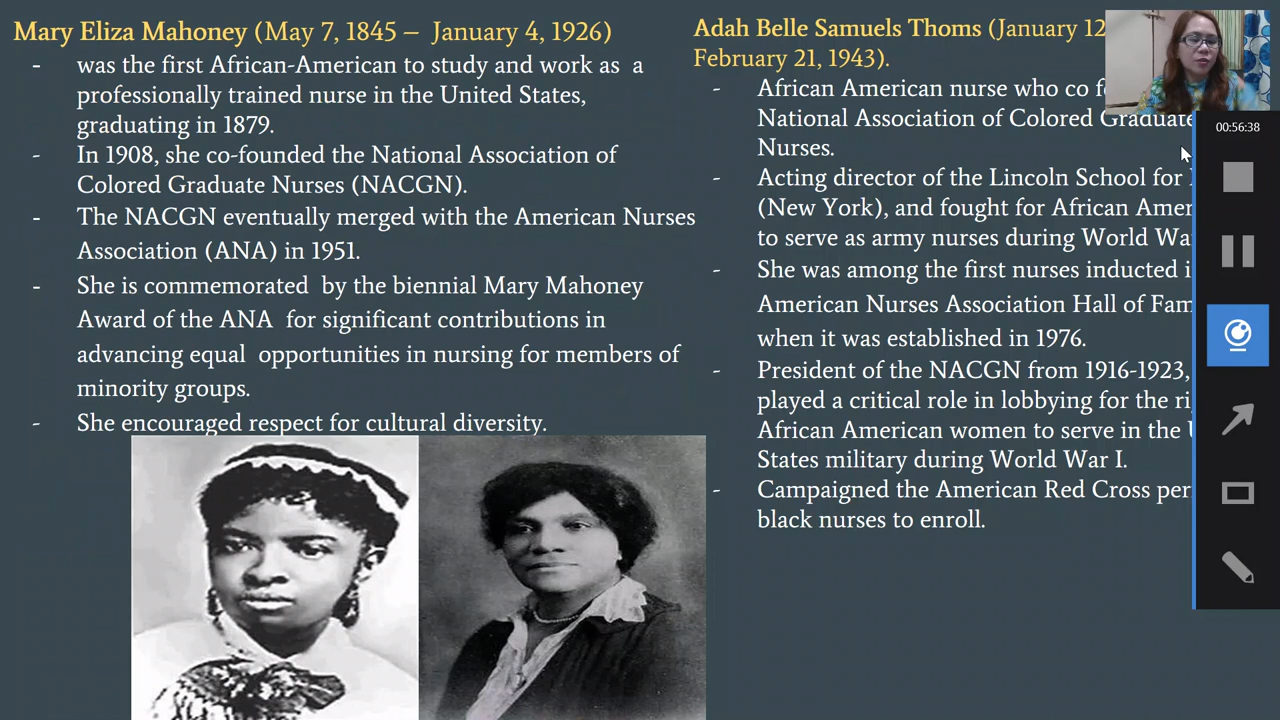 Mary Eliza Mahoney (May 7, 1845 – January 4, 1926)
- was the first African-American to study and work as a
professionally trained nurse in the United States,
graduating in 1879.
- In 1908, she co-founded the National Association of
Colored Graduate Nurses (NACGN).
- The NACGN eventually merged with the American Nurses
Association (ANA) in 1951.
- She is commemorated by the biennial Mary Mahoney
Award of the ANA for significant contributions in
advancing equal opportunities in nursing for members of
minority groups.
- She encouraged respect for cultural diversity.
Adah Belle Samuels Thoms (January 12
February 21, 1943).
- African American nurse who co
National Association of Colored Graduate
Nurses.
- Acting director of the Lincoln School for
(New York), and fought for African
to serve as army nurses during World
- She was among the first nurses inducted
American Nurses Association Hall of
when it was established in 1976.
- President of the NACGN from 1916-1923,
played a critical role in lobbying for the
African American women to serve in the
States military during World War I.
- Campaigned the American Red Cross
black nurses to enroll.
00:56:38